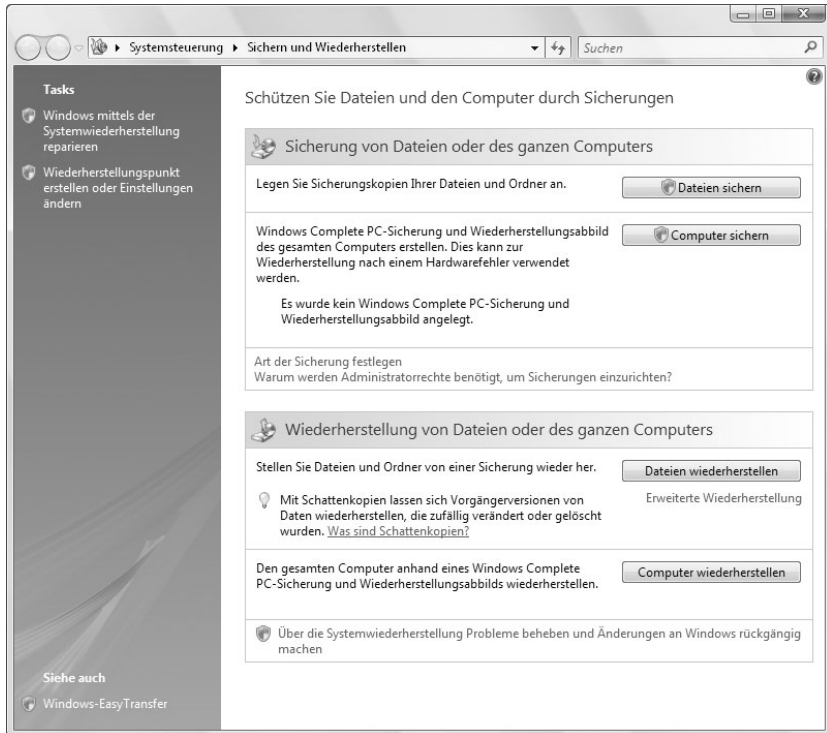 Systemsteuerung ▸ Sichern und Wiederherstellen
Suchen
Tasks
Windows mittels der
Systemwiederherstellung
reparieren
Wiederherstellungspunkt
erstellen oder Einstellungen
ändern
Siehe auch
Windows-EasyTransfer
Schützen Sie Dateien und den Computer durch Sicherungen
Sicherung von Dateien oder des ganzen Computers
Legen Sie Sicherungskopien Ihrer Dateien und Ordner an.
Dateien sichern
Windows Complete PC-Sicherung und Wiederherstellungsabbild
des gesamten Computers erstellen. Dies kann zur
Wiederherstellung nach einem Hardwarefehler verwendet
werden.
Computer sichern
Es wurde kein Windows Complete PC-Sicherung und
Wiederherstellungsabbild angelegt.
Art der Sicherung festlegen
Warum werden Administratorrechte benötigt, um Sicherungen einzurichten?
Wiederherstellung von Dateien oder des ganzen Computers
Stellen Sie Dateien und Ordner von einer Sicherung wieder her.
Dateien wiederherstellen
Mit Schattenkopien lassen sich Vorgängerversionen von
Daten wiederherstellen, die zufällig verändert oder gelöscht
wurden. Was sind Schattenkopien?
Erweiterte Wiederherstellung
Den gesamten Computer anhand eines Windows Complete
PC-Sicherung und Wiederherstellungsabbilds wiederherstellen.
Computer wiederherstellen
Über die Systemwiederherstellung Probleme beheben und Änderungen an Windows rückgängig
machen